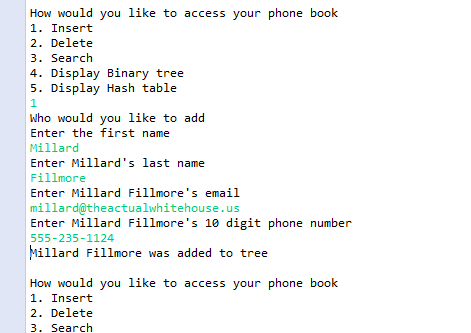 How would you like to access your phone book
1. Insert
2. Delete
3. Search
4. Display Binary tree
5. Display Hash table
1
Who would you like to add
Enter the first name
Millard
Enter Millard's last name
Fillmore
Enter Millard Fillmore's email
millard@theactualwhitehouse.us
Enter Millard Fillmore's 10 digit phone number
555-235-1124
Millard Fillmore was added to tree
How would you like to access your phone book
1. Insert
2. Delete
3. Search